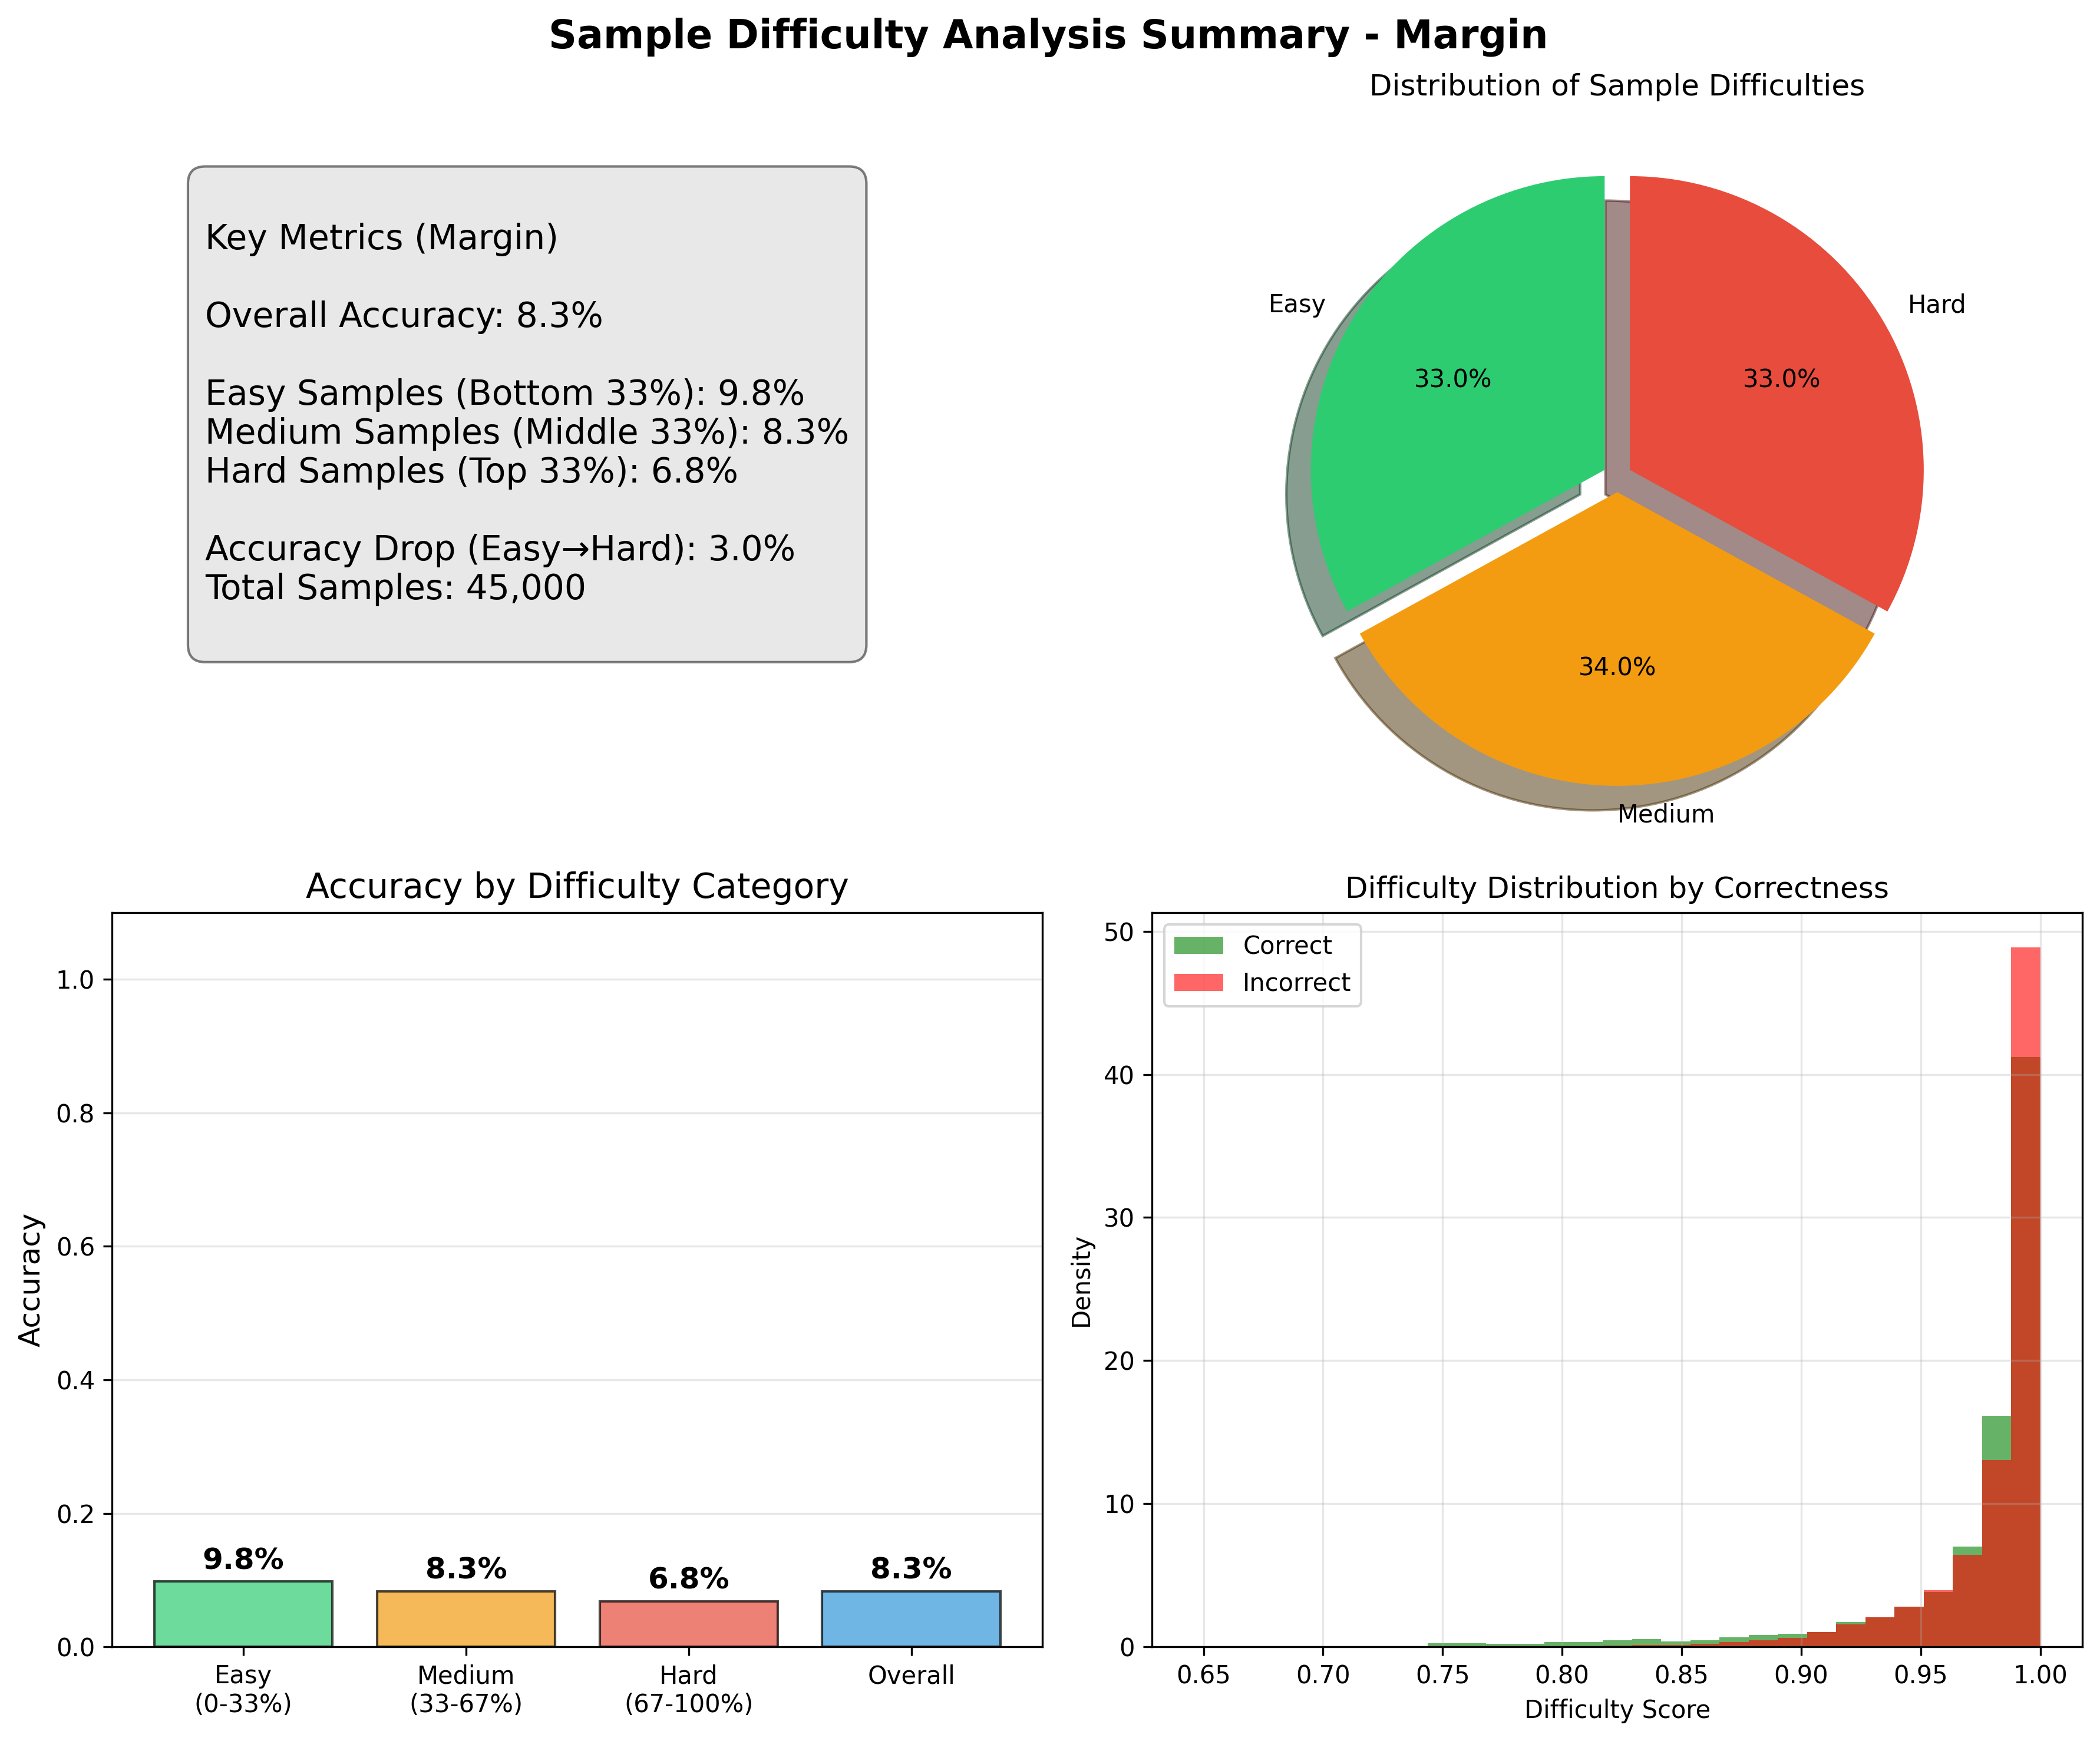 Sample Difficulty Analysis Summary - Margin
Key Metrics (Margin)
Overall Accuracy: 8.3%
Easy Samples (Bottom 33%): 9.8%
Medium Samples (Middle 33%): 8.3%
Hard Samples (Top 33%): 6.8%
Accuracy Drop (Easy→Hard): 3.0%
Total Samples: 45,000
Distribution of Sample Difficulties
Easy
Hard
33.0%
33.0%
34.0%
Medium
Accuracy by Difficulty Category
Accuracy
1.0
0.8
0.6
0.4
0.2
0.0
9.8%
8.3%
6.8%
8.3%
Easy
(0-33%)
Medium
(33-67%)
Hard
(67-100%)
Overall
Difficulty Distribution by Correctness
Correct
Incorrect
Density
50
40
30
20
10
0
0.65 0.70 0.75 0.80 0.85 0.90 0.95 1.00
Difficulty Score